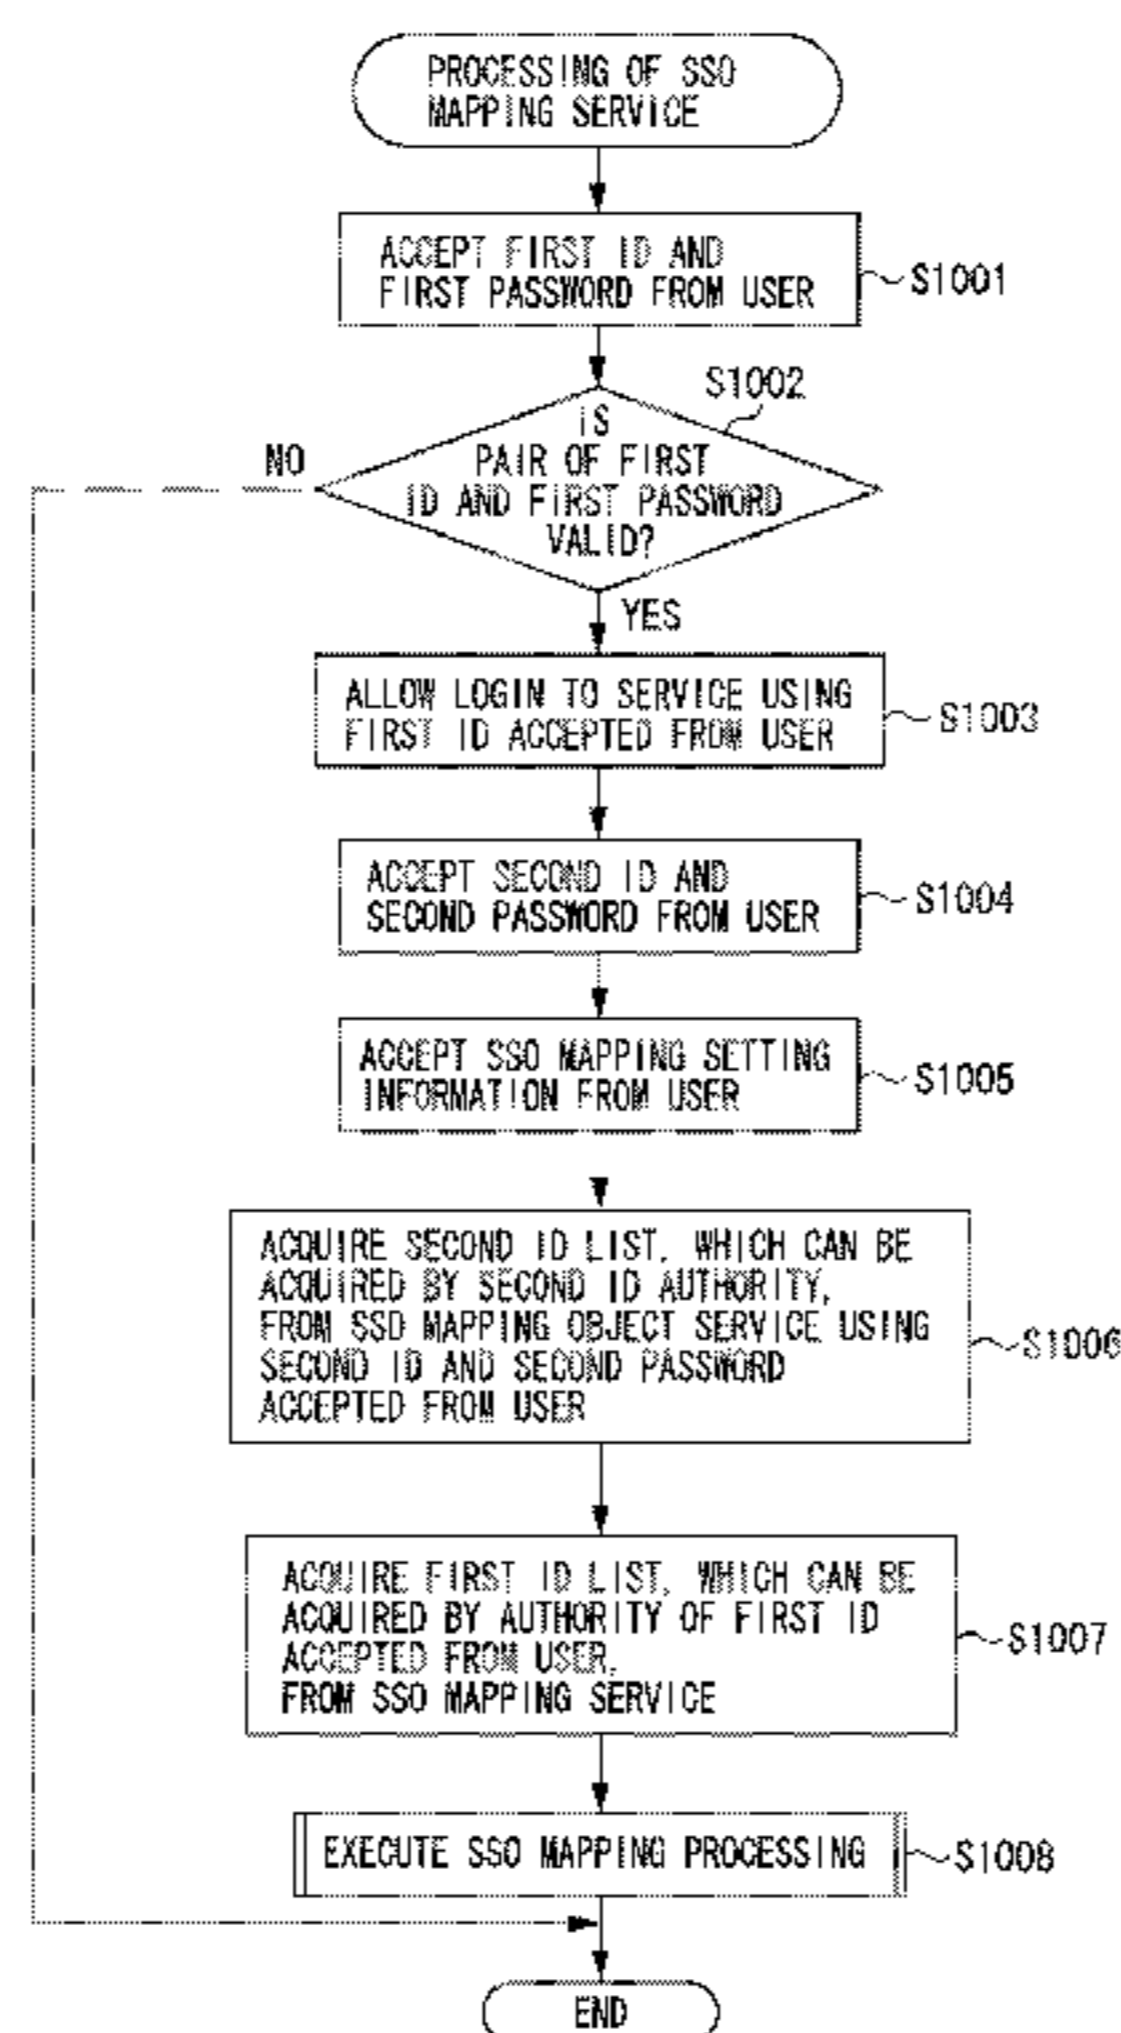 PROCESSING OF SSO
MAPPING SERVICE
ACCEPT FIRST ID AND
FIRST PASSWORD FROM USER
S1001
S1002
IS
PAIR OF FIRST
ID AND FIRST PASSWORD
VALID?
NO
YES
ALLOW LOGIN TO SERVICE USING
FIRST ID ACCEPTED FROM USER
S1003
ACCEPT SECOND ID AND
SECOND PASSWORD FROM USER
S1004
ACCEPT SSO MAPPING SETTING
INFORMATION FROM USER
S1005
ACQUIRE SECOND ID LIST, WHICH CAN BE
ACQUIRED BY SECOND ID AUTHORITY,
FROM SSO MAPPING OBJECT SERVICE USING
SECOND ID AND SECOND PASSWORD
ACCEPTED FROM USER
S1006
ACQUIRE FIRST ID LIST, WHICH CAN BE
ACQUIRED BY AUTHORITY OF FIRST ID
ACCEPTED FROM USER,
FROM SSO MAPPING SERVICE
S1007
EXECUTE SSO MAPPING PROCESSING
S1008
END